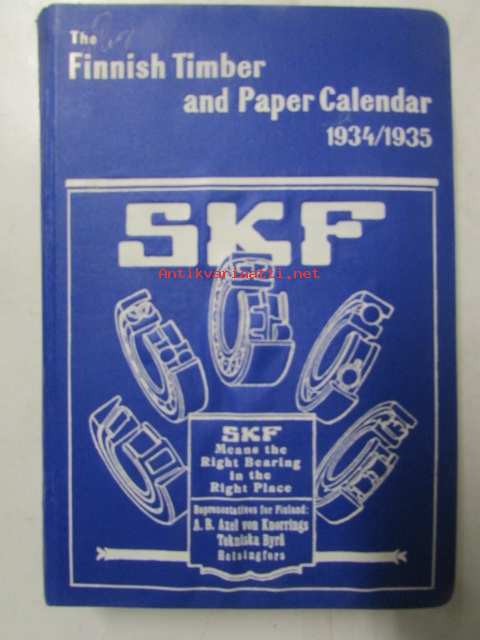 The
Finnish Timber
and Paper Calendar
1934/1935
SKF
Antikvariaatti.net
SKF
Means the
Right Bearing
in the
Right Place
Representatives for Finland:
A. B. Axel von Knorrings
Tekniska Byrå
Helsingfors